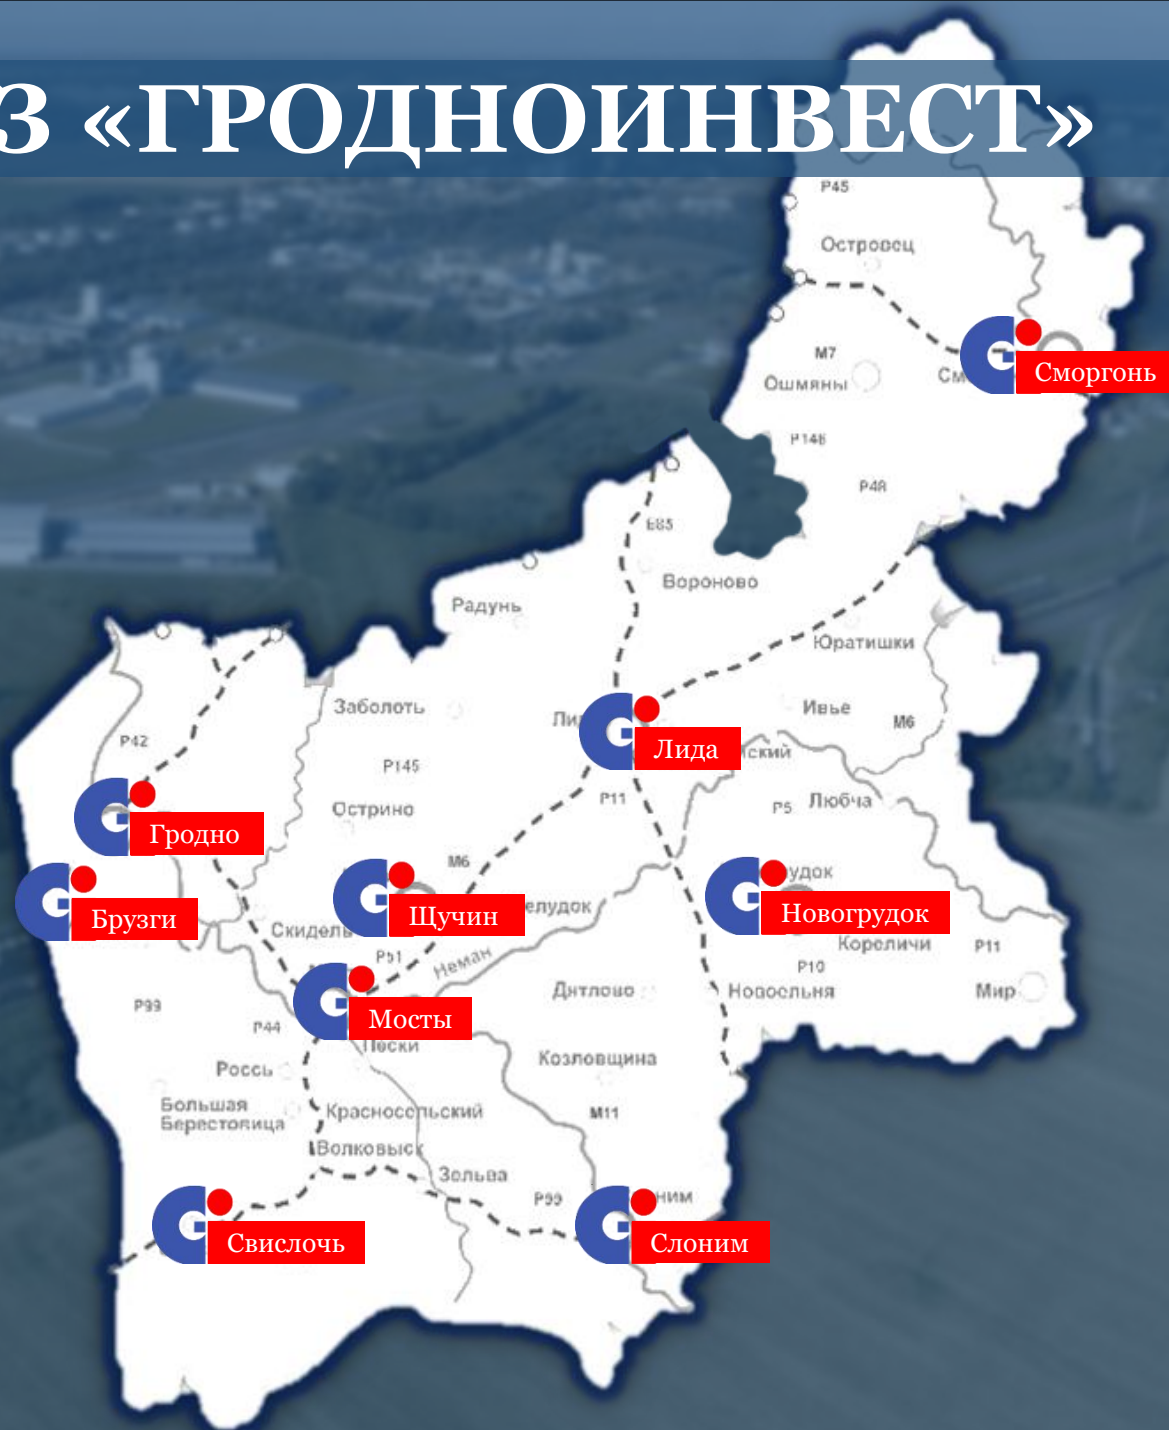 З «ГРОДНОИНВЕСТ»
Р45
Островец
Сморгонь
М7
Ошмяны
Р146
Р48
Е85
Вороново
Радунь
Юратишки
Заболоть
Ивье
М6
Р42
Лида
Р145
Р11
Р5
Любча
Острино
Гродно
М6
Щучин
Новогрудок
Брузги
Скидель
Кореличи
Р11
Р51
Неман
Р10
Дятлово
Новоельня
Мир
Мосты
Р99
Р44
Пески
Козловщина
Россь
Большая
Берестовица
Красносельский
М11
Волковыск
Зельва
Р99
Свислочь
Слоним